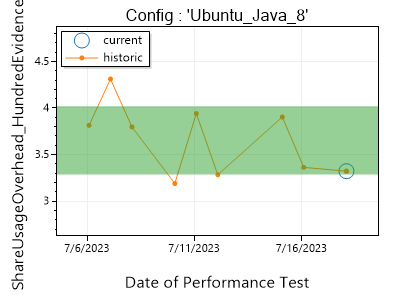 Config : 'Ubuntu_Java_8'
ShareUsageOverhead_HundredEvidence
current
historic
4.5
4
3.5
3
7/6/2023
7/11/2023
7/16/2023
Date of Performance Test